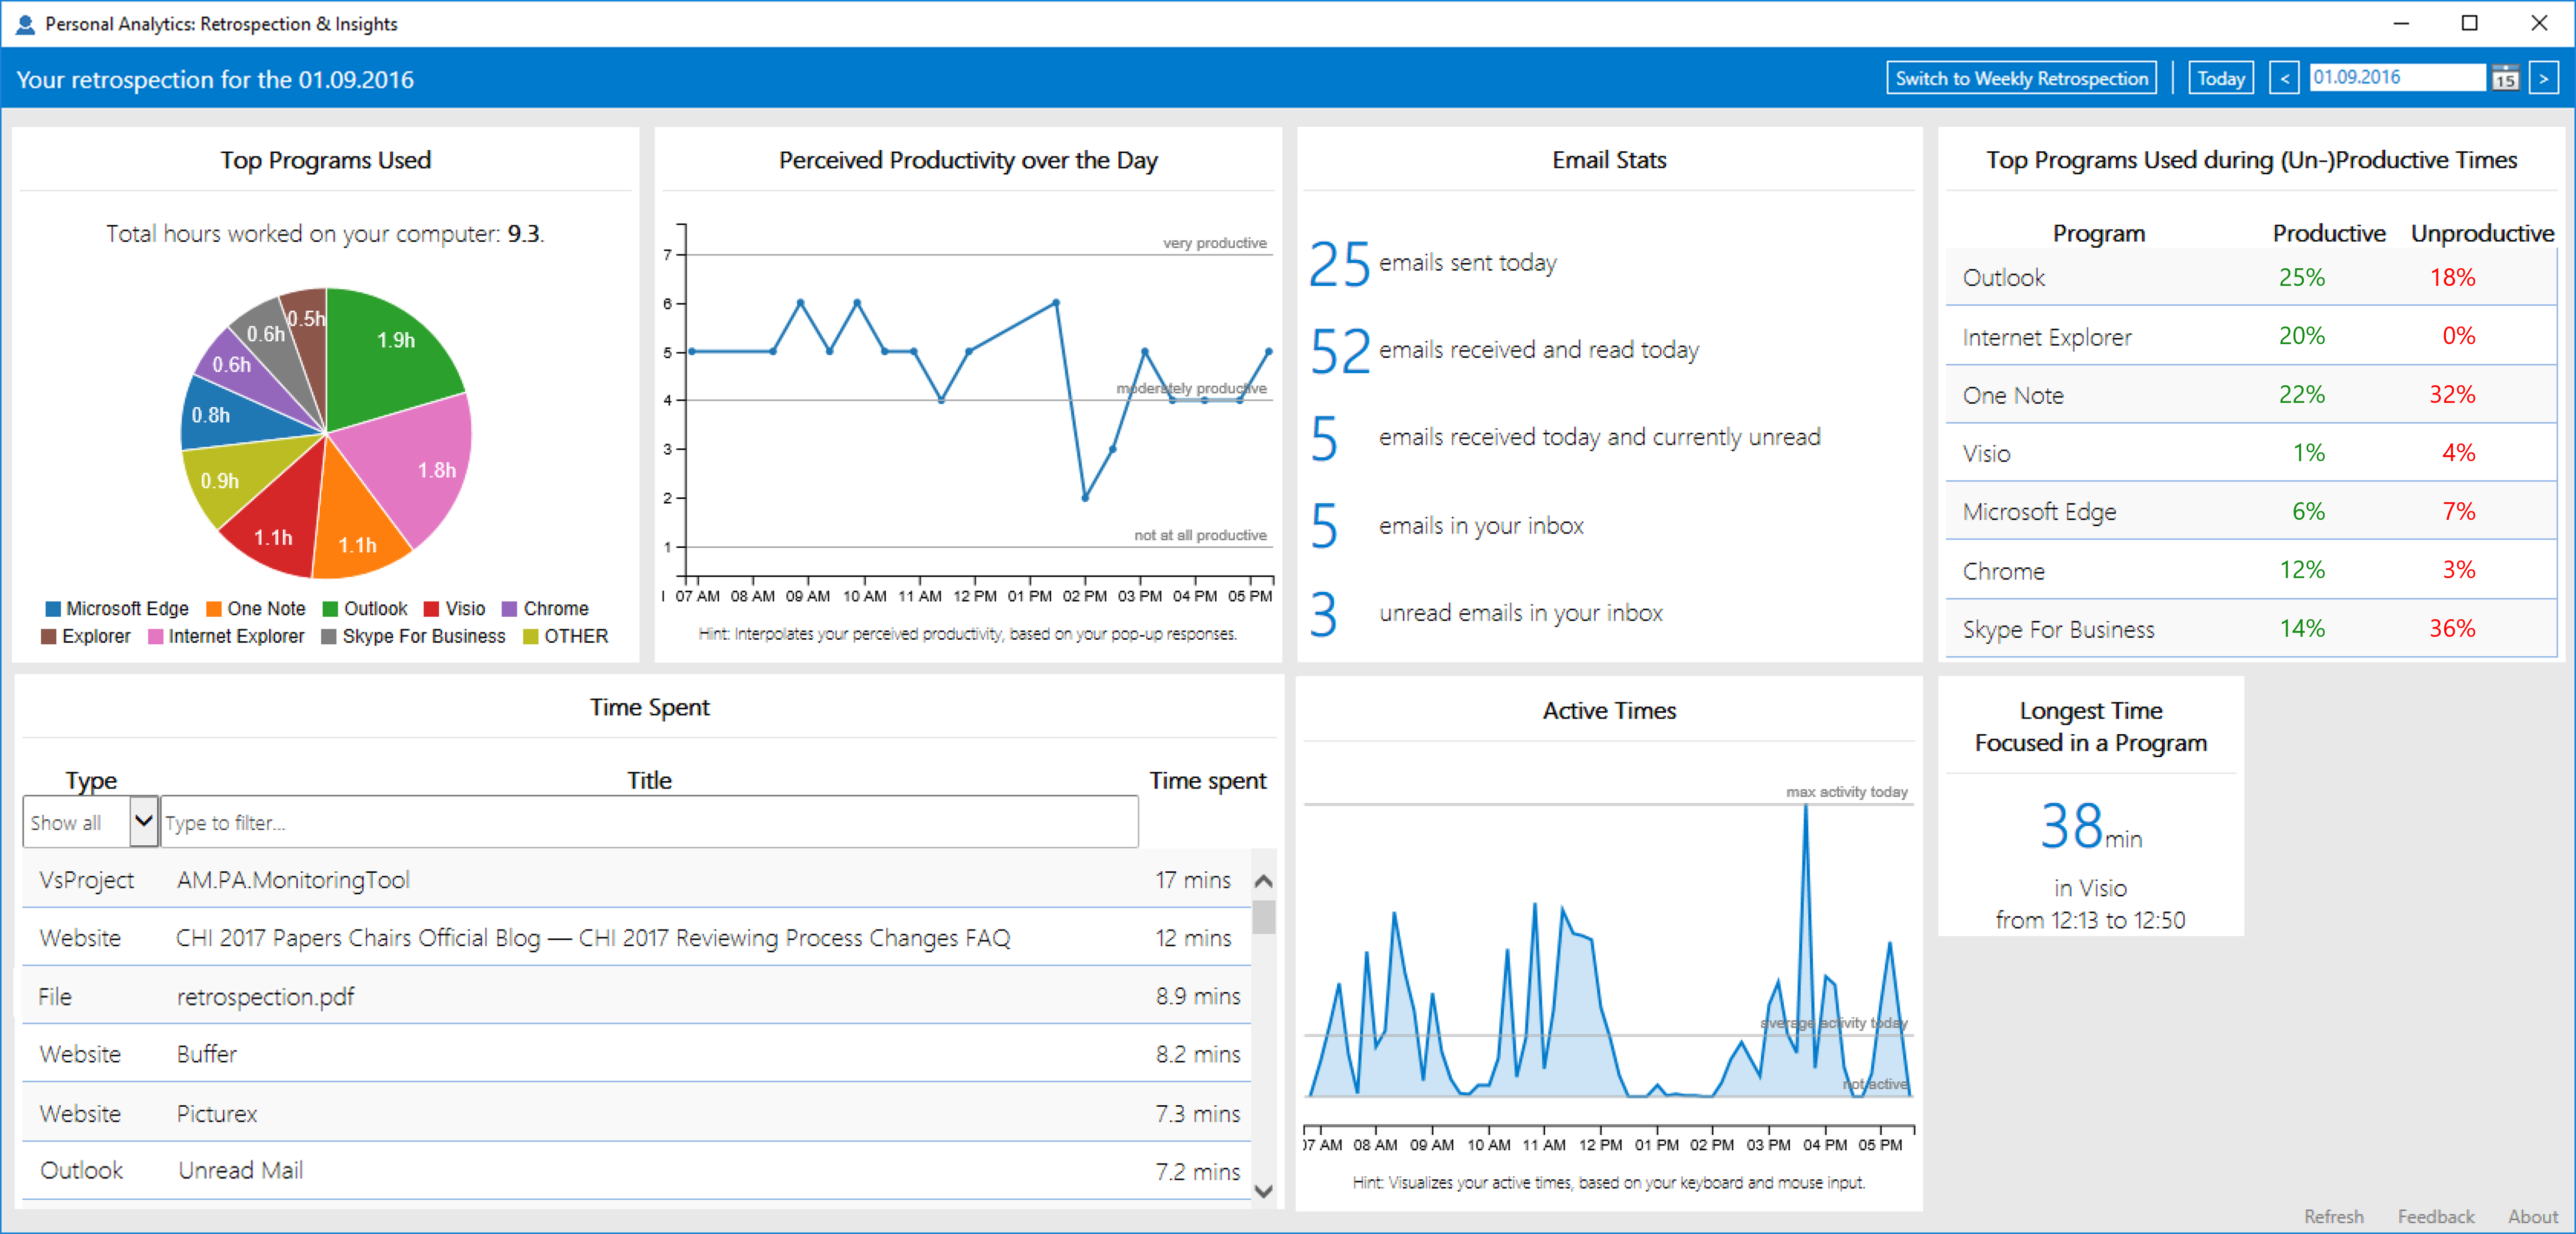 Personal Analytics: Retrospection & Insights
Your retrospection for the 01.09.2016
Switch to Weekly Retrospection
Today
<
01.09.2016
15
>
Top Programs Used
Total hours worked on your computer: 9.3.
0.5h
1.9h
0.6h
0.6h
0.8h
1.8h
0.9h
1.1h
1.1h
Microsoft Edge One Note Outlook Visio Chrome
Explorer Internet Explorer Skype For Business OTHER
Perceived Productivity over the Day
very productive
7
6
5
moderately productive
4
3
2
not at all productive
1
07 AM 08 AM 09 AM 10 AM 11 AM 12 PM 01 PM 02 PM 03 PM 04 PM 05 PM
Hint: Interpolates your perceived productivity, based on your pop-up responses.
Email Stats
25 emails sent today
52 emails received and read today
5 emails received today and currently unread
5 emails in your inbox
3 unread emails in your inbox
Top Programs Used during (Un-)Productive Times
Program Productive Unproductive
Outlook 25% 18%
Internet Explorer 20% 0%
One Note 22% 32%
Visio 1% 4%
Microsoft Edge 6% 7%
Chrome 12% 3%
Skype For Business 14% 36%
Time Spent
Type Title Time spent
Show all Type to filter...
VsProject AM.PA.MonitoringTool 17 mins
Website CHI 2017 Papers Chairs Official Blog — CHI 2017 Reviewing Process Changes FAQ 12 mins
File retrospection.pdf 8.9 mins
Website Buffer 8.2 mins
Website Picturex 7.3 mins
Outlook Unread Mail 7.2 mins
Active Times
max activity today
average activity today
not active
07 AM 08 AM 09 AM 10 AM 11 AM 12 PM 01 PM 02 PM 03 PM 04 PM 05 PM
Hint: Visualizes your active times, based on your keyboard and mouse input.
Longest Time
Focused in a Program
38 min
in Visio
from 12:13 to 12:50
Refresh Feedback About